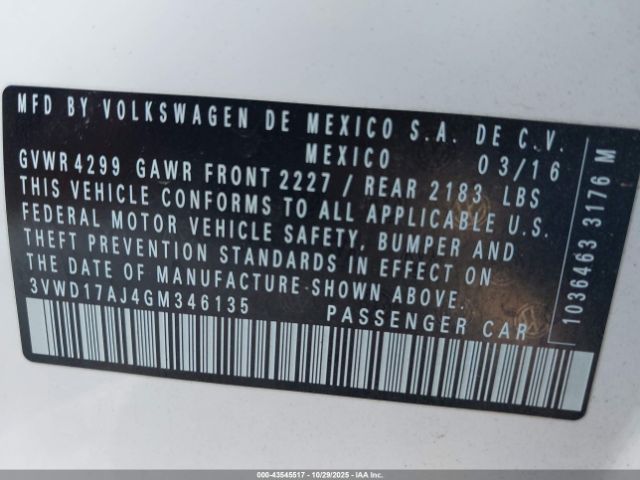 MFD BY VOLKSWAGEN DE MEXICO S.A. DE C.V.
MEXICO 03/16
GVWR 4299 GAWR FRONT 2227 / REAR 2183 LBS
THIS VEHICLE CONFORMS TO ALL APPLICABLE U.S.
FEDERAL MOTOR VEHICLE SAFETY, BUMPER AND
THEFT PREVENTION STANDARDS IN EFFECT ON
THE DATE OF MANUFACTURE SHOWN ABOVE.
3VWD17AJ4GM346135 PASSENGER CAR
1036463 3176 M
000-43545517 - 10/29/2025 - IAAI Inc.